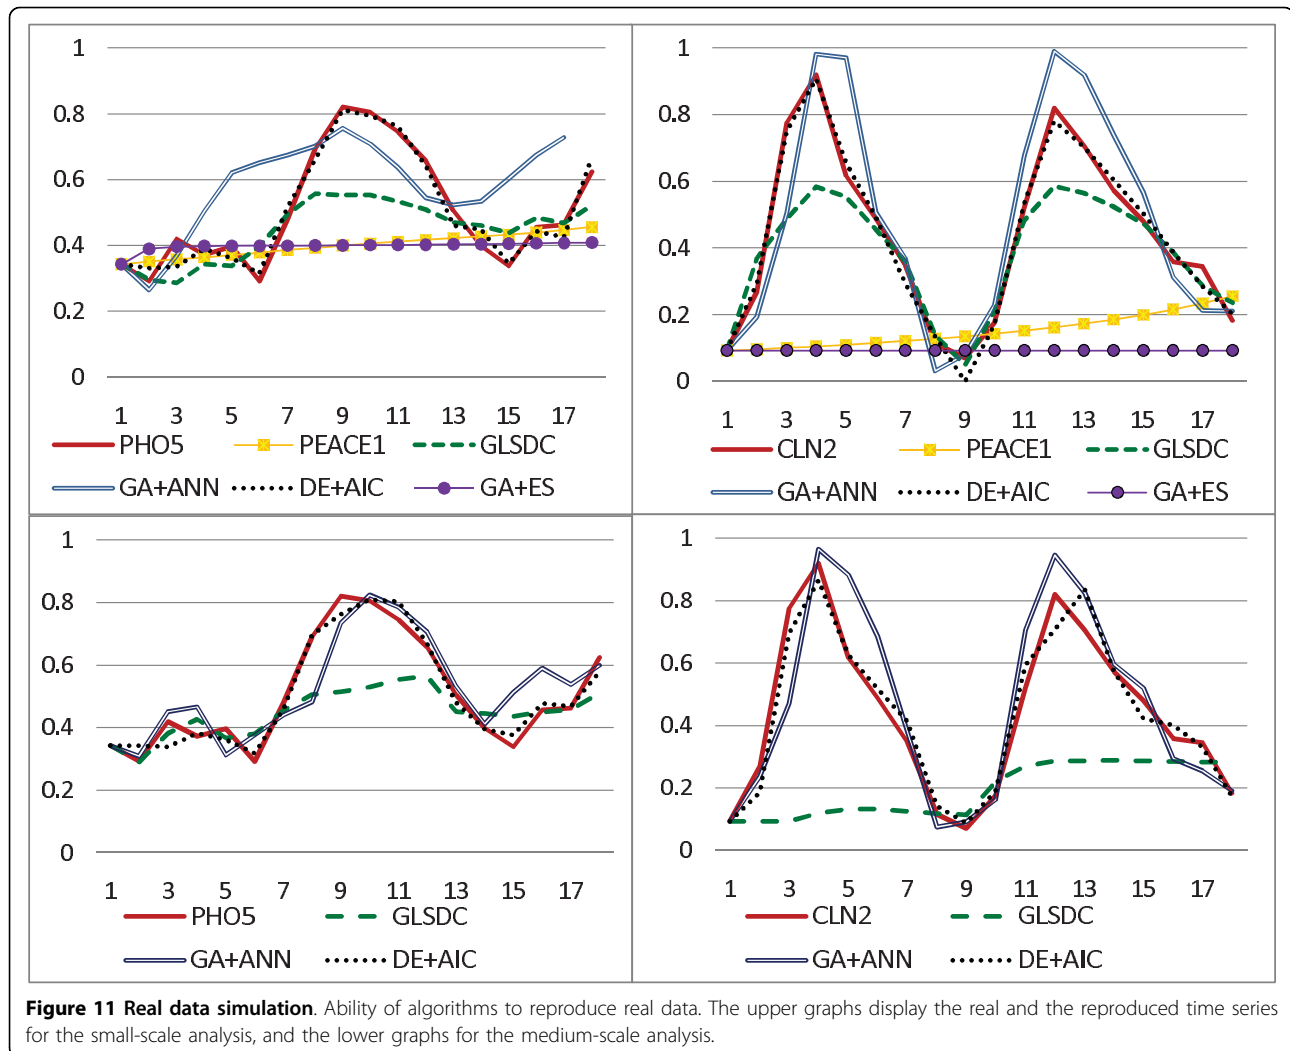 1
0.8
0.6
0.4
0.2
0
1 3 5 7 9 11 13 15 17
PHO5 PEACE1 GLSDC
GA+ANN DE+AIC GA+ES
1
0.8
0.6
0.4
0.2
0
1 3 5 7 9 11 13 15 17
CLN2 PEACE1 GLSDC
GA+ANN DE+AIC GA+ES
1
0.8
0.6
0.4
0.2
0
1 3 5 7 9 11 13 15 17
PHO5 GLSDC
GA+ANN DE+AIC
1
0.8
0.6
0.4
0.2
0
1 3 5 7 9 11 13 15 17
CLN2 GLSDC
GA+ANN DE+AIC
Figure 11 Real data simulation. Ability of algorithms to reproduce real data. The upper graphs display the real and the reproduced time series
for the small-scale analysis, and the lower graphs for the medium-scale analysis.